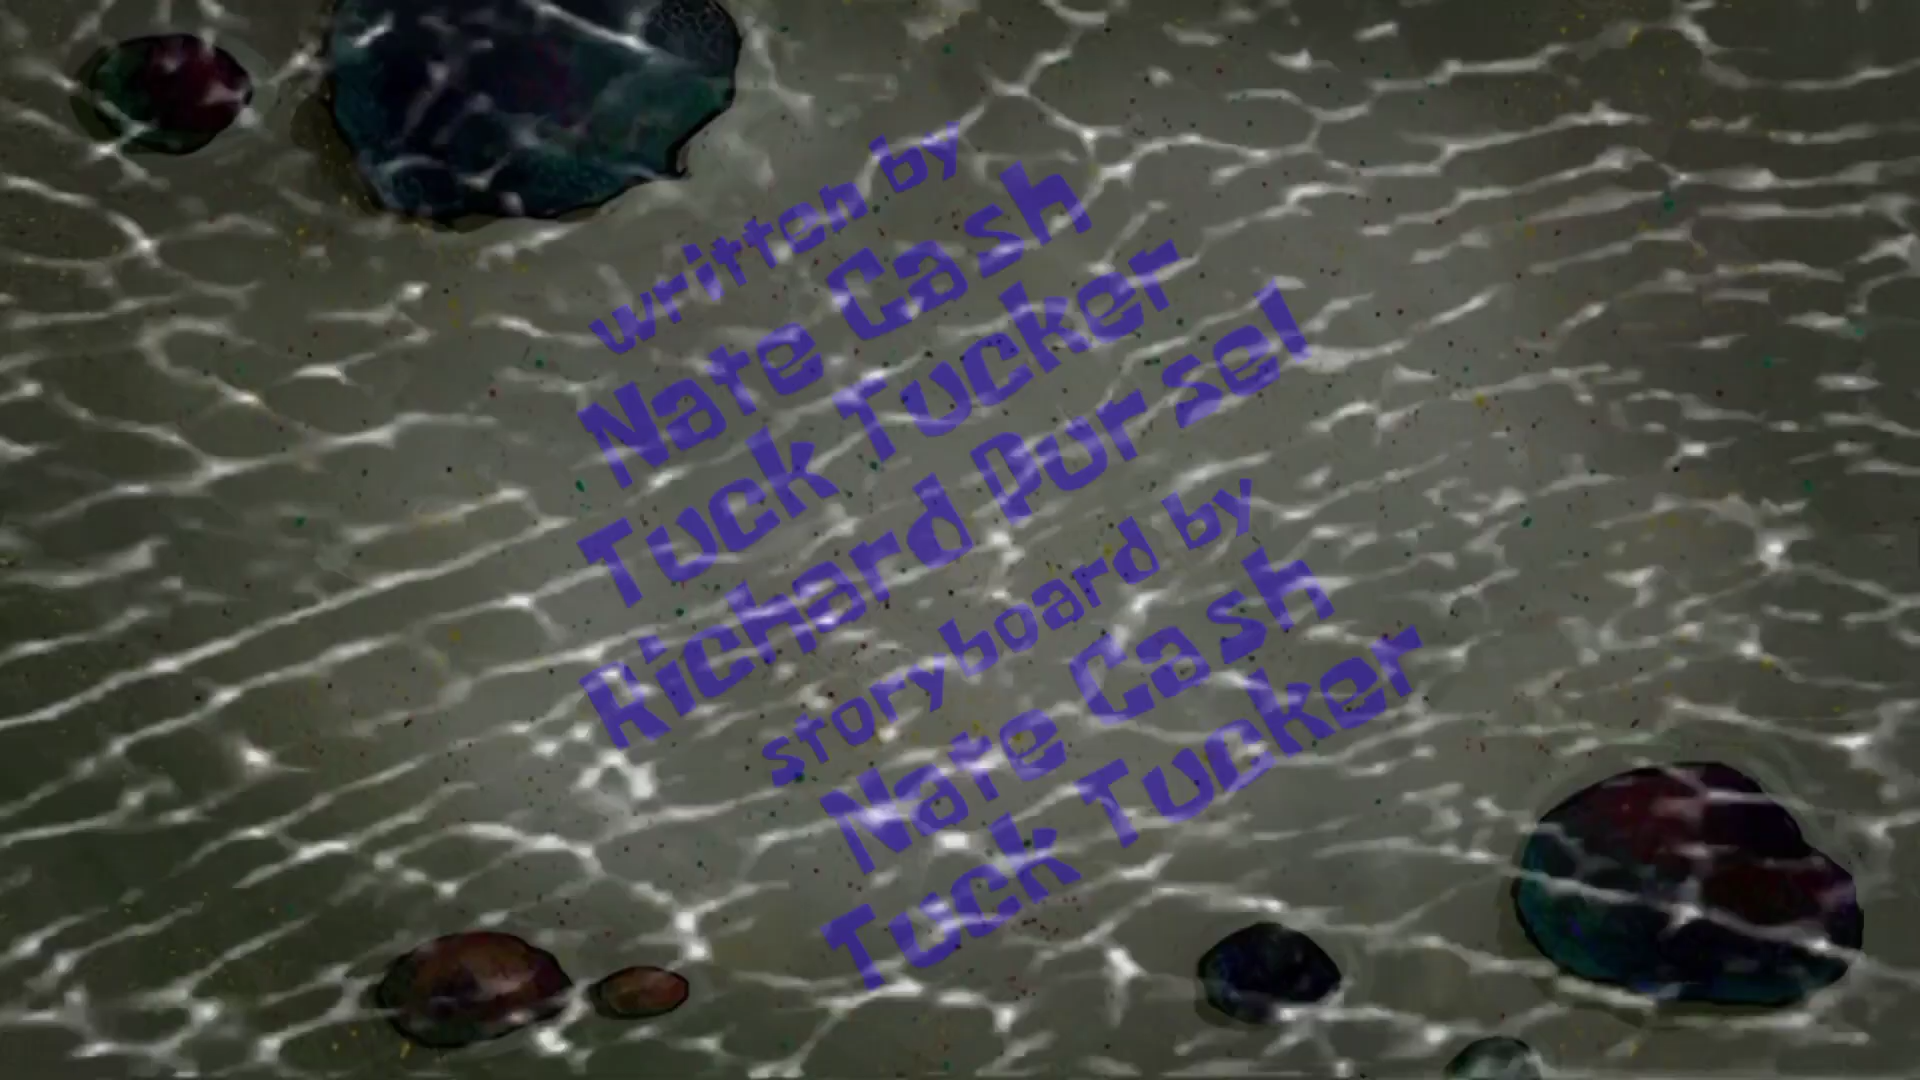 written by
Nate Cash
Tuck Tucker
Richard Pursel
storyboard by
Nate Cash
Tuck Tucker